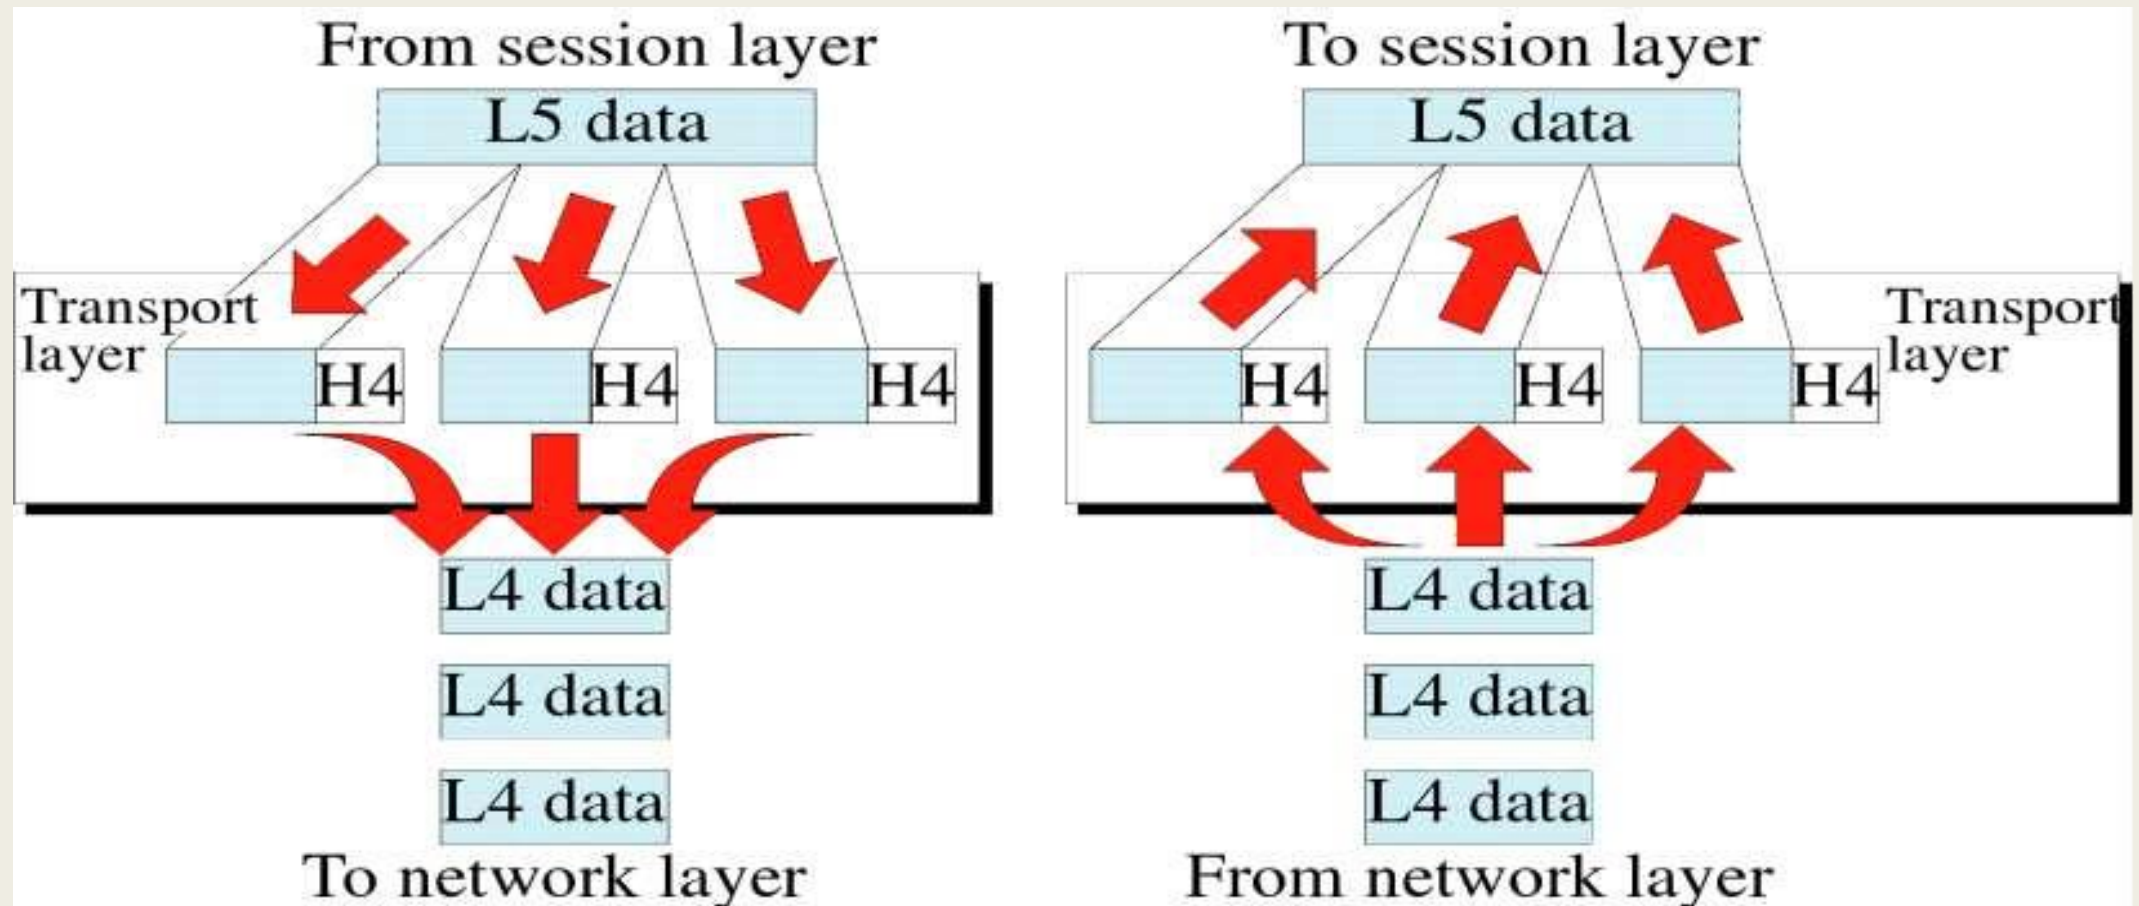 From session layer
L5 data
Transport
layer
H4
H4
H4
L4 data
L4 data
L4 data
To network layer
To session layer
L5 data
Transport
layer
H4
H4
H4
L4 data
L4 data
L4 data
From network layer